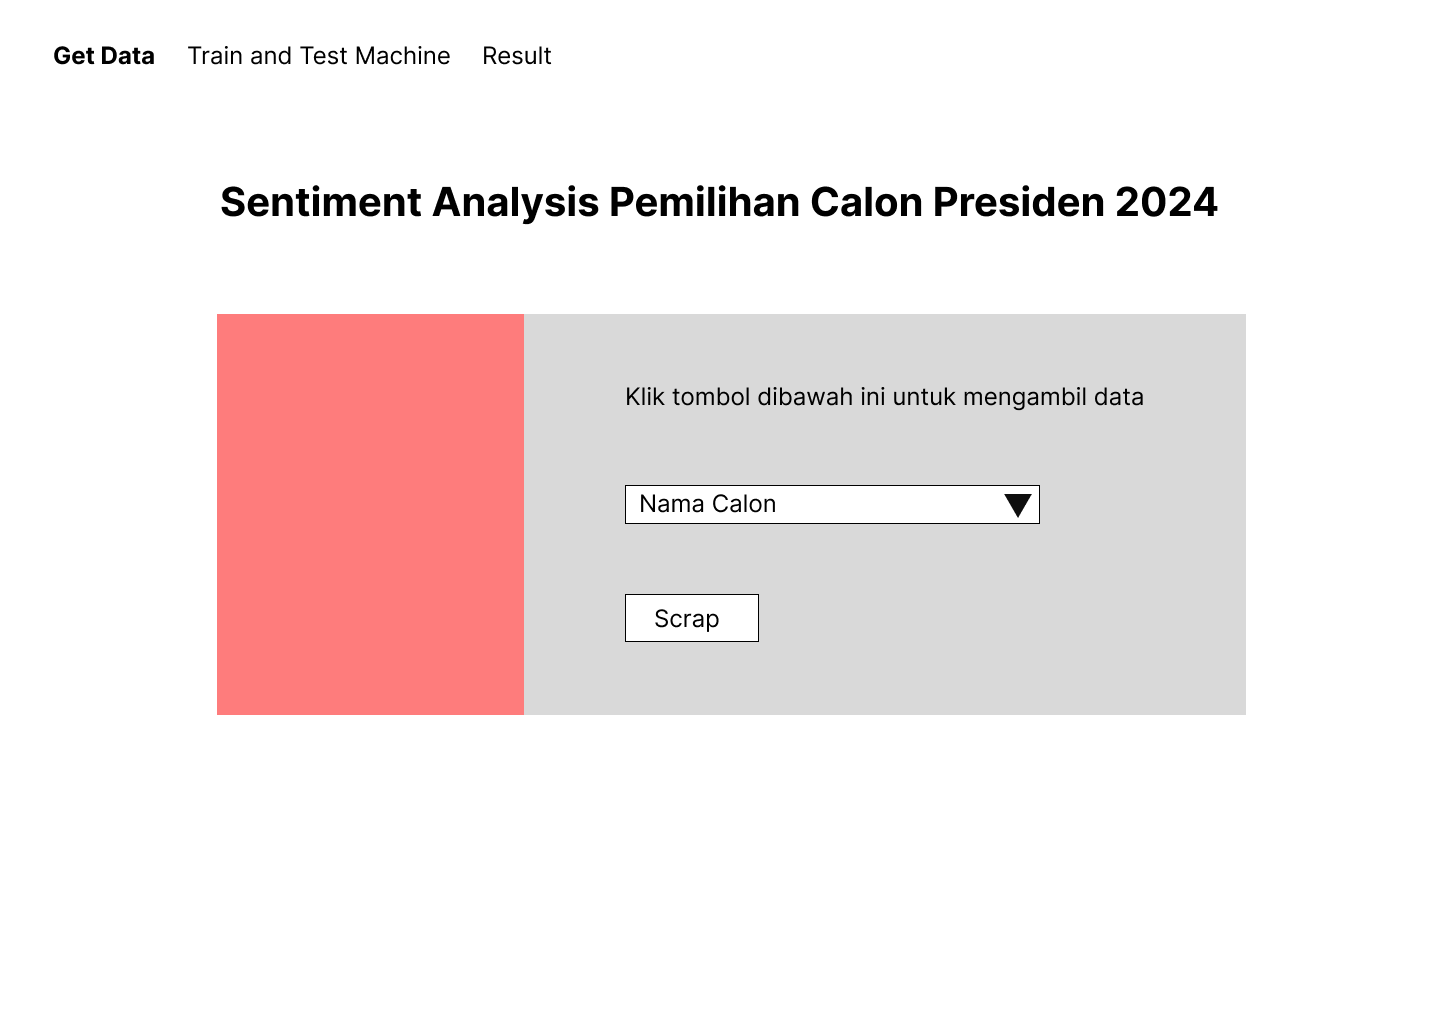 Get Data Train and Test Machine Result
Sentiment Analysis Pemilihan Calon Presiden 2024
Klik tombol dibawah ini untuk mengambil data
Nama Calon
Scrap